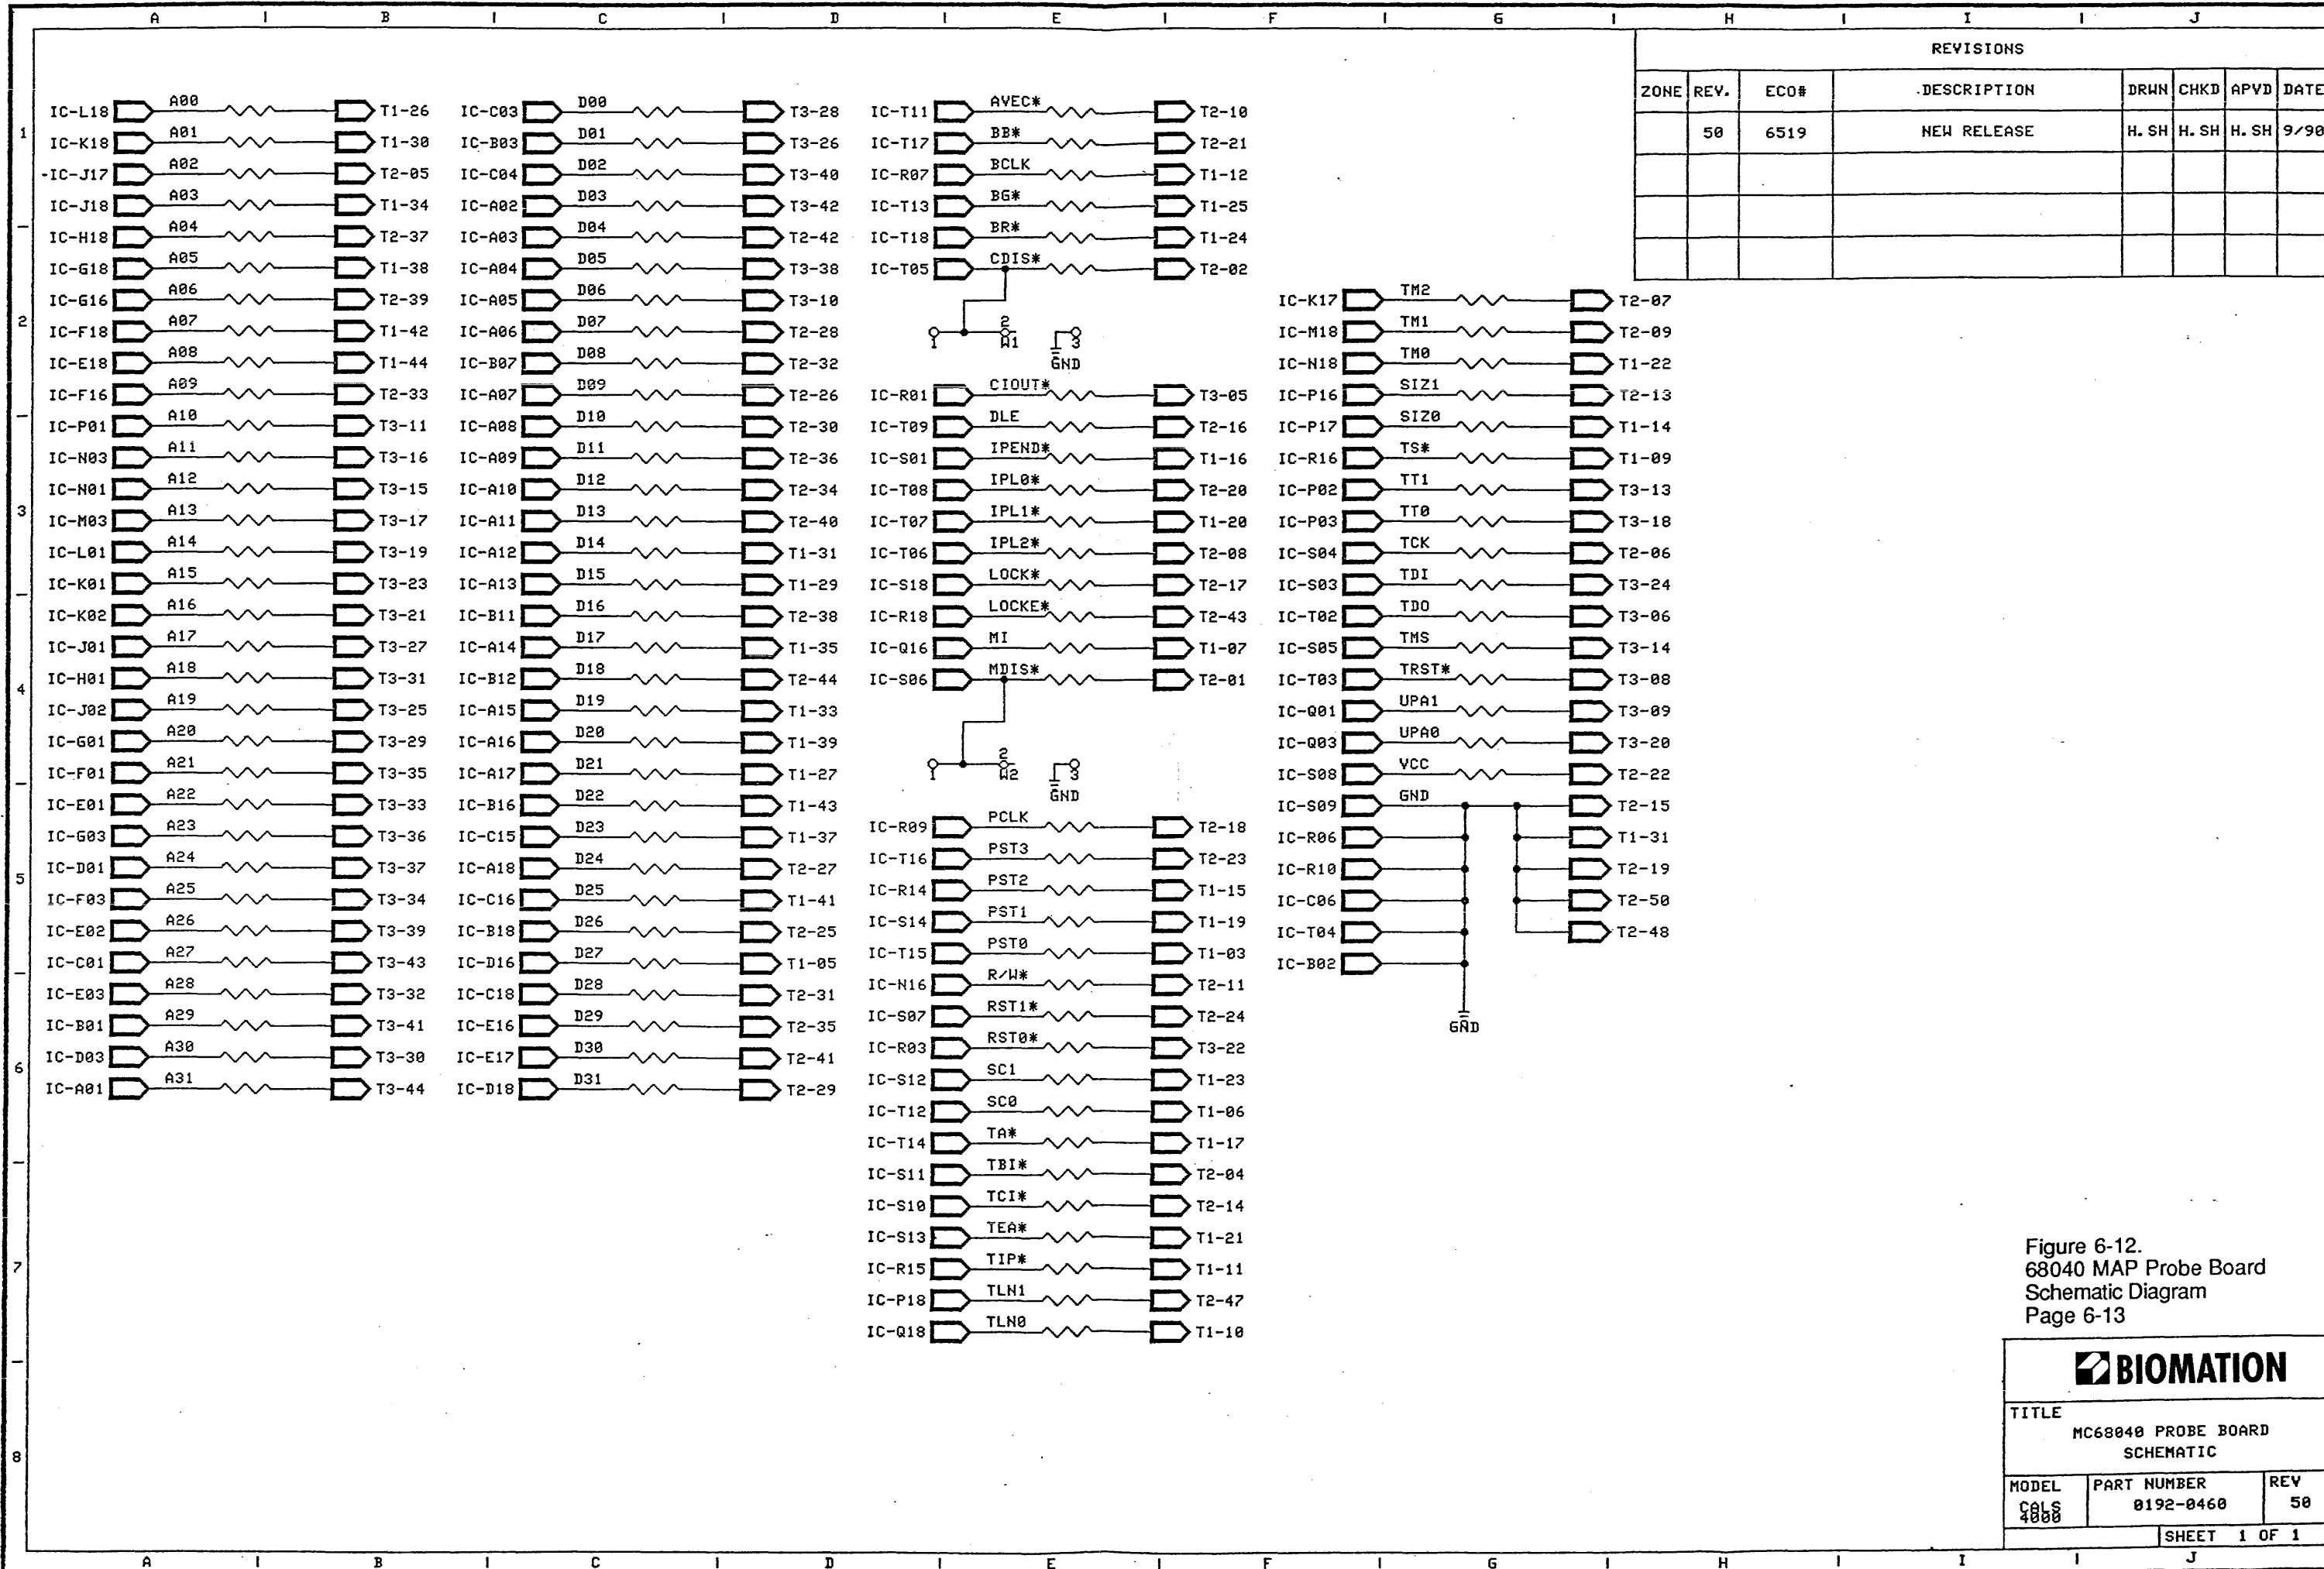 A B C D E F G H I J
REVISIONS
ZONE REV. ECO# DESCRIPTION DRWN CHKD APVD DATE
50 6519 NEW RELEASE H.SH H.SH H.SH 9/90
1
2
3
4
5
6
7
8
IC-L18 A00 T1-26
IC-K18 A01 T1-30
IC-J17 A02 T2-05
IC-J18 A03 T1-34
IC-H18 A04 T2-37
IC-G18 A05 T1-38
IC-G16 A06 T2-39
IC-F18 A07 T1-42
IC-E18 A08 T1-44
IC-F16 A09 T2-33
IC-P01 A10 T3-11
IC-N03 A11 T3-16
IC-N01 A12 T3-15
IC-M03 A13 T3-17
IC-L01 A14 T3-19
IC-K01 A15 T3-23
IC-K02 A16 T3-21
IC-J01 A17 T3-27
IC-H01 A18 T3-31
IC-J02 A19 T3-25
IC-G01 A20 T3-29
IC-F01 A21 T3-35
IC-E01 A22 T3-33
IC-G03 A23 T3-36
IC-D01 A24 T3-37
IC-F03 A25 T3-34
IC-E02 A26 T3-39
IC-C01 A27 T3-43
IC-E03 A28 T3-32
IC-B01 A29 T3-41
IC-D03 A30 T3-30
IC-A01 A31 T3-44
IC-C03 D00 T3-28
IC-B03 D01 T3-26
IC-C04 D02 T3-40
IC-A02 D03 T3-42
IC-A03 D04 T2-42
IC-A04 D05 T3-38
IC-A05 D06 T3-10
IC-A06 D07 T2-28
IC-B07 D08 T2-32
IC-A07 D09 T2-26
IC-A08 D10 T2-30
IC-A09 D11 T2-36
IC-A10 D12 T2-34
IC-A11 D13 T2-40
IC-A12 D14 T1-31
IC-A13 D15 T1-29
IC-B11 D16 T2-38
IC-A14 D17 T1-35
IC-B12 D18 T2-44
IC-A15 D19 T1-33
IC-A16 D20 T1-39
IC-A17 D21 T1-27
IC-B16 D22 T1-43
IC-C15 D23 T1-37
IC-A18 D24 T2-27
IC-C16 D25 T1-41
IC-B18 D26 T2-25
IC-D16 D27 T1-05
IC-C18 D28 T2-31
IC-E16 D29 T2-35
IC-E17 D30 T2-41
IC-D18 D31 T2-29
IC-T11 AVEC* T2-10
IC-T17 BB* T2-21
IC-R07 BCLK T1-12
IC-T13 BG* T1-25
IC-T18 BR* T1-24
IC-T05 CDIS* T2-02
1 2 W1 3 GND
IC-R01 CIOUT* T3-05
IC-T09 DLE T2-16
IC-S01 IPEND* T1-16
IC-T08 IPL0* T2-20
IC-T07 IPL1* T1-20
IC-T06 IPL2* T2-08
IC-S18 LOCK* T2-17
IC-R18 LOCKE* T2-43
IC-Q16 MI T1-07
IC-S06 MDIS* T2-01
1 2 W2 3 GND
IC-R09 PCLK T2-18
IC-T16 PST3 T2-23
IC-R14 PST2 T1-15
IC-S14 PST1 T1-19
IC-T15 PST0 T1-03
IC-N16 R/W* T2-11
IC-S07 RST1* T2-24
IC-R03 RST0* T3-22
IC-S12 SC1 T1-23
IC-T12 SC0 T1-06
IC-T14 TA* T1-17
IC-S11 TBI* T2-04
IC-S10 TCI* T2-14
IC-S13 TEA* T1-21
IC-R15 TIP* T1-11
IC-P18 TLN1 T2-47
IC-Q18 TLN0 T1-10
IC-K17 TM2 T2-07
IC-M18 TM1 T2-09
IC-N18 TM0 T1-22
IC-P16 SIZ1 T2-13
IC-P17 SIZ0 T1-14
IC-R16 TS* T1-09
IC-P02 TT1 T3-13
IC-P03 TT0 T3-18
IC-S04 TCK T2-06
IC-S03 TDI T3-24
IC-T02 TDO T3-06
IC-S05 TMS T3-14
IC-T03 TRST* T3-08
IC-Q01 UPA1 T3-09
IC-Q03 UPA0 T3-20
IC-S08 VCC T2-22
IC-S09 GND T2-15
IC-R06 T1-31
IC-R10 T2-19
IC-C06 T2-50
IC-T04 T2-48
IC-B02
GND
Figure 6-12.
68040 MAP Probe Board
Schematic Diagram
Page 6-13
BIOMATION
TITLE
MC68040 PROBE BOARD
SCHEMATIC
MODEL PART NUMBER REV
CALS 0192-0460 50
4000
SHEET 1 OF 1
A B C D E F G H I J